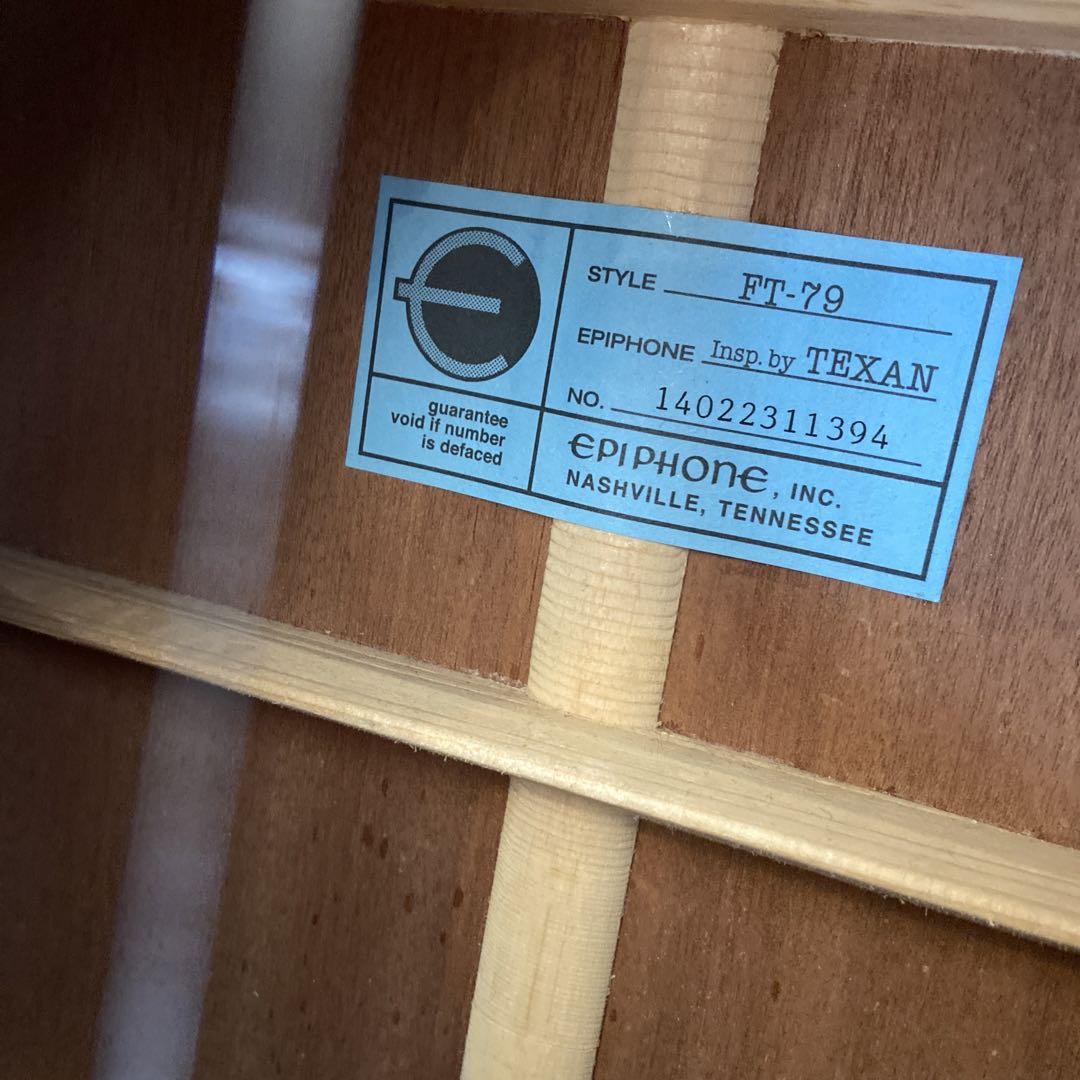 STYLE FT-79
EPIPHONE Insp. by TEXAN
NO. 14022311394
guarantee
void if number
is defaced
EPIPHONE, INC.
NASHVILLE, TENNESSEE